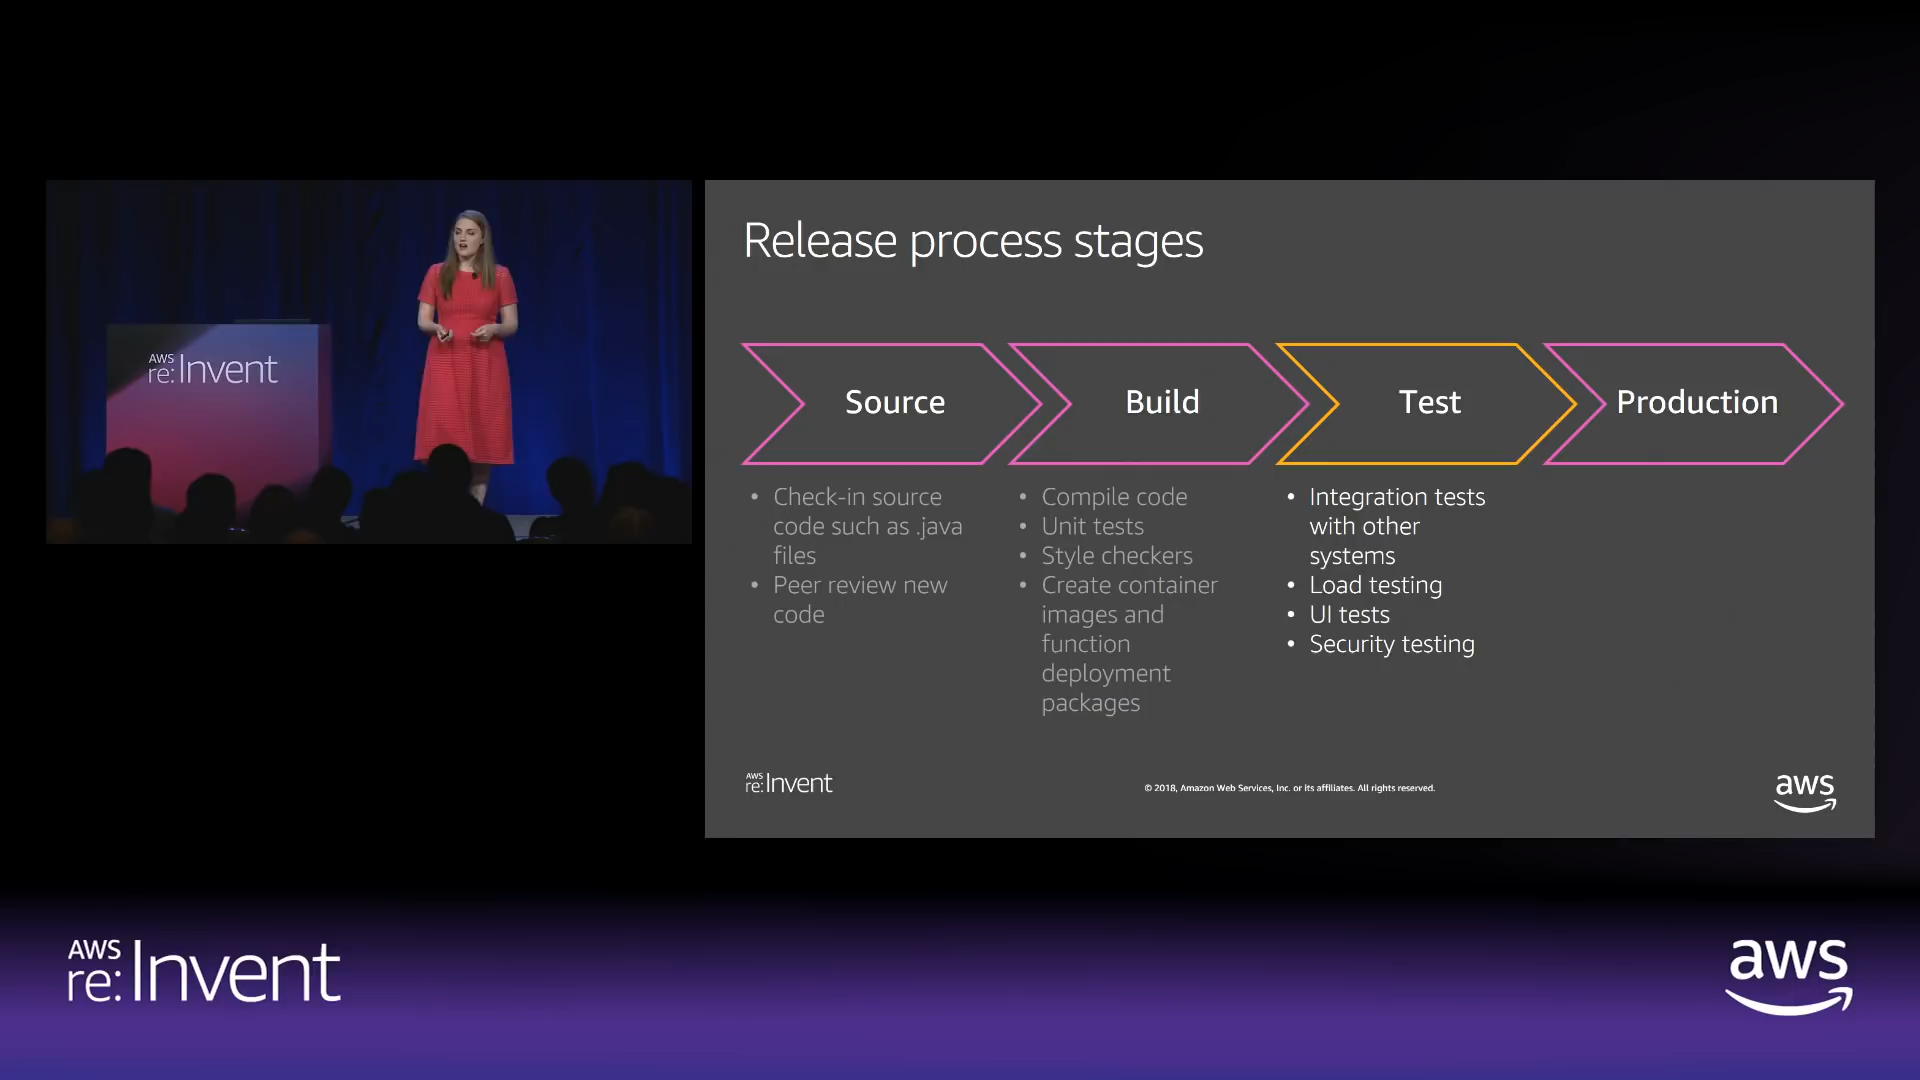 AWS
re:Invent
Release process stages
Source
Build
Test
Production
• Check-in source
code such as .java
files
• Peer review new
code
• Compile code
• Unit tests
• Style checkers
• Create container
images and
function
deployment
packages
• Integration tests
with other
systems
• Load testing
• UI tests
• Security testing
AWS
re:Invent
© 2018, Amazon Web Services, Inc. or its affiliates. All rights reserved.
aws
AWS
re:Invent
aws